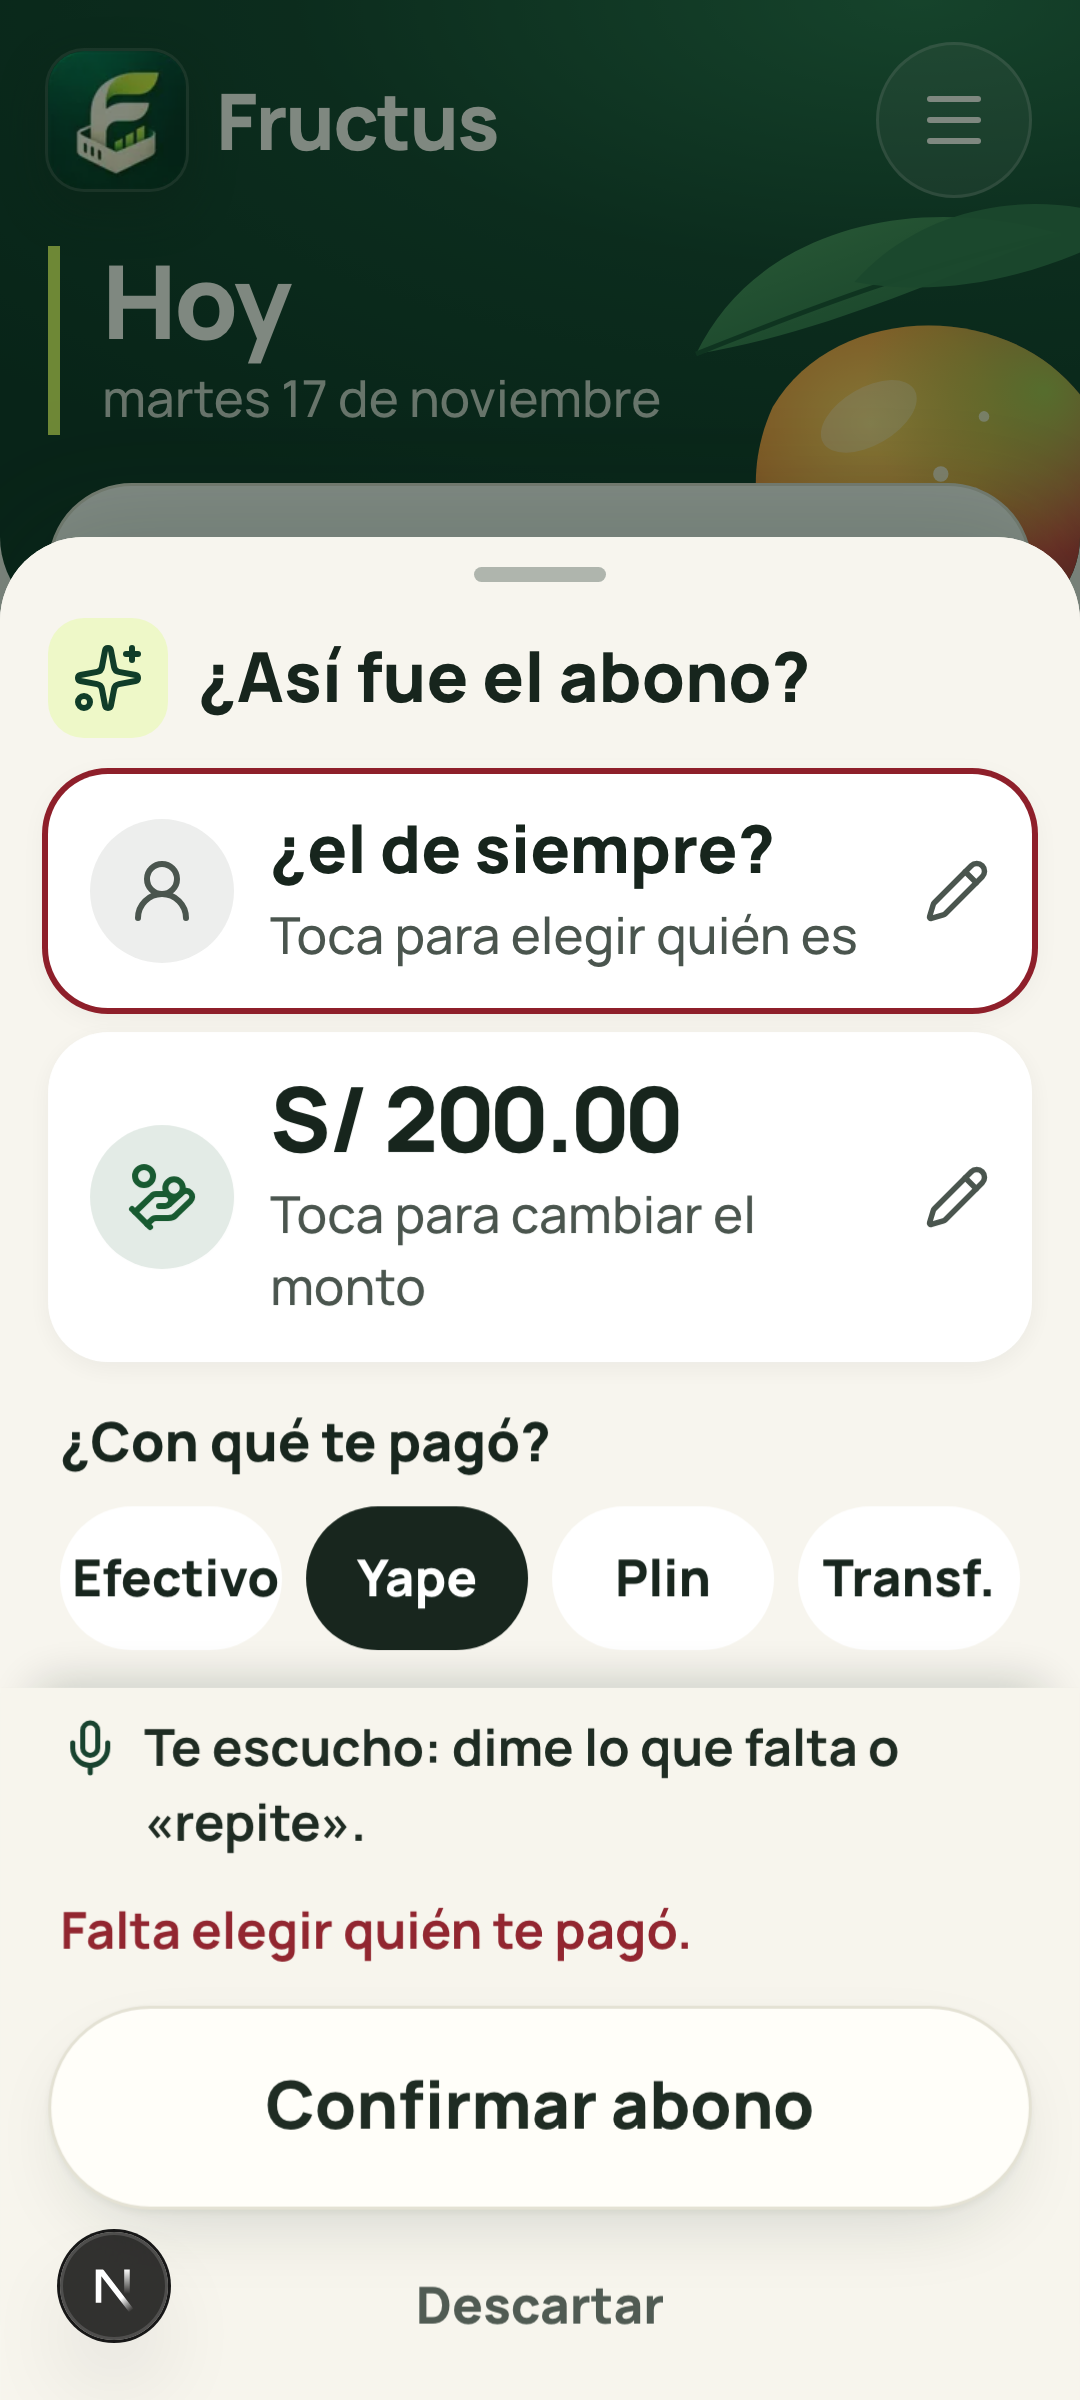 Fructus
Hoy
martes 17 de noviembre
¿Así fue el abono?
¿el de siempre?
Toca para elegir quién es
S/ 200.00
Toca para cambiar el
monto
¿Con qué te pagó?
Efectivo Yape Plin Transf.
Te escucho: dime lo que falta o
«repite».
Falta elegir quién te pagó.
Confirmar abono
N
Descartar